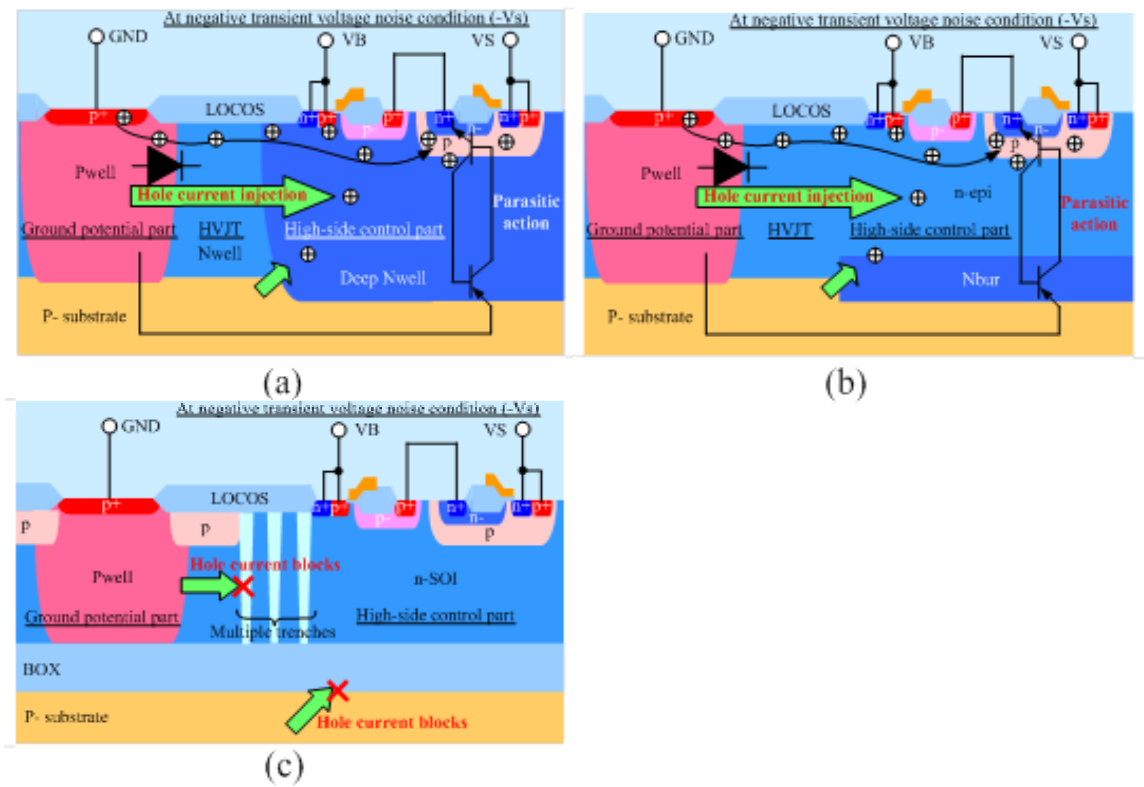 At negative transient voltage noise condition (-Vs)
GND
VB
VS
LOCOS
p+
n+
p+
p-
p+
n+
n-
n+
p+
p
Pwell
Hole current injection
Parasitic
action
Ground potential part
HVJT
High-side control part
Nwell
Deep Nwell
P- substrate
(a)
At negative transient voltage noise condition (-Vs)
GND
VB
VS
LOCOS
p+
n+
p+
p-
p+
n+
n-
n+
p+
p
Pwell
Hole current injection
n-epi
Parasitic
action
Ground potential part
HVJT
High-side control part
Nbur
P- substrate
(b)
At negative transient voltage noise condition (-Vs)
GND
VB
VS
LOCOS
p+
n+
p+
p-
p+
n+
n-
n+
p+
p
p
p
Hole current blocks
Pwell
n-SOI
Ground potential part
High-side control part
Multiple trenches
BOX
P- substrate
Hole current blocks
(c)